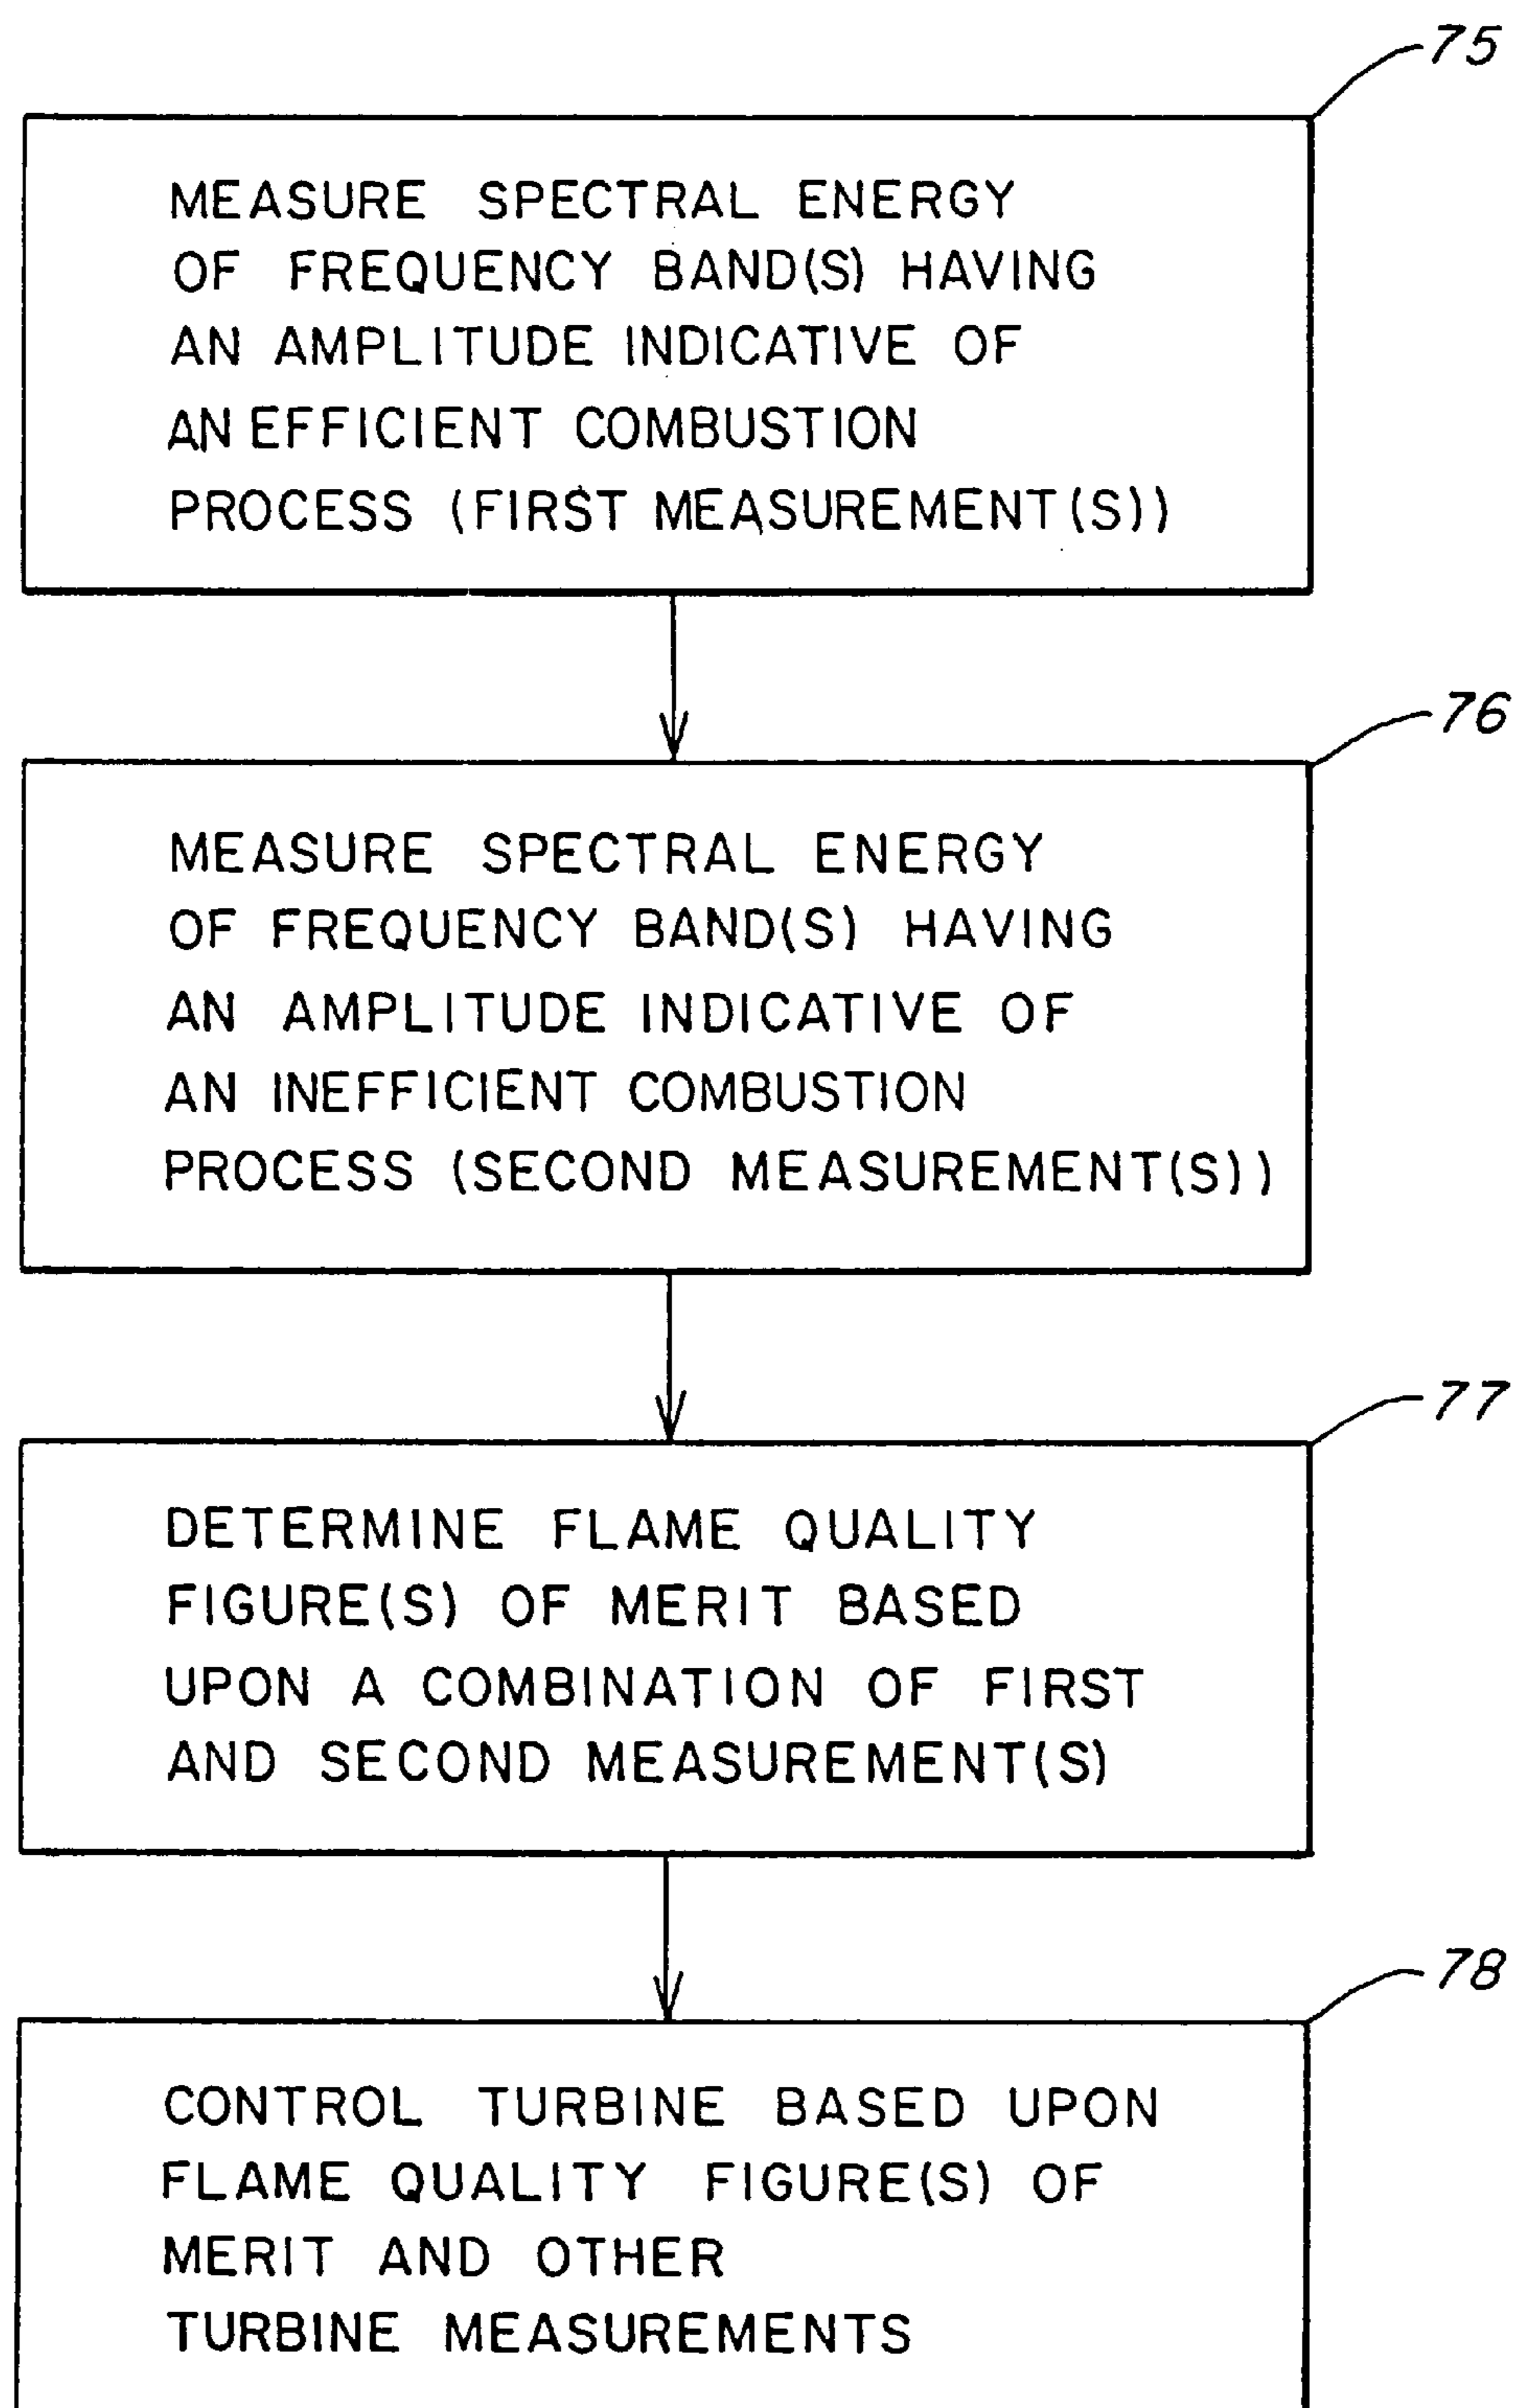 75
MEASURE SPECTRAL ENERGY
OF FREQUENCY BAND(S) HAVING
AN AMPLITUDE INDICATIVE OF
AN EFFICIENT COMBUSTION
PROCESS (FIRST MEASUREMENT(S))
76
MEASURE SPECTRAL ENERGY
OF FREQUENCY BAND(S) HAVING
AN AMPLITUDE INDICATIVE OF
AN INEFFICIENT COMBUSTION
PROCESS (SECOND MEASUREMENT(S))
77
DETERMINE FLAME QUALITY
FIGURE(S) OF MERIT BASED
UPON A COMBINATION OF FIRST
AND SECOND MEASUREMENT(S)
78
CONTROL TURBINE BASED UPON
FLAME QUALITY FIGURE(S) OF
MERIT AND OTHER
TURBINE MEASUREMENTS